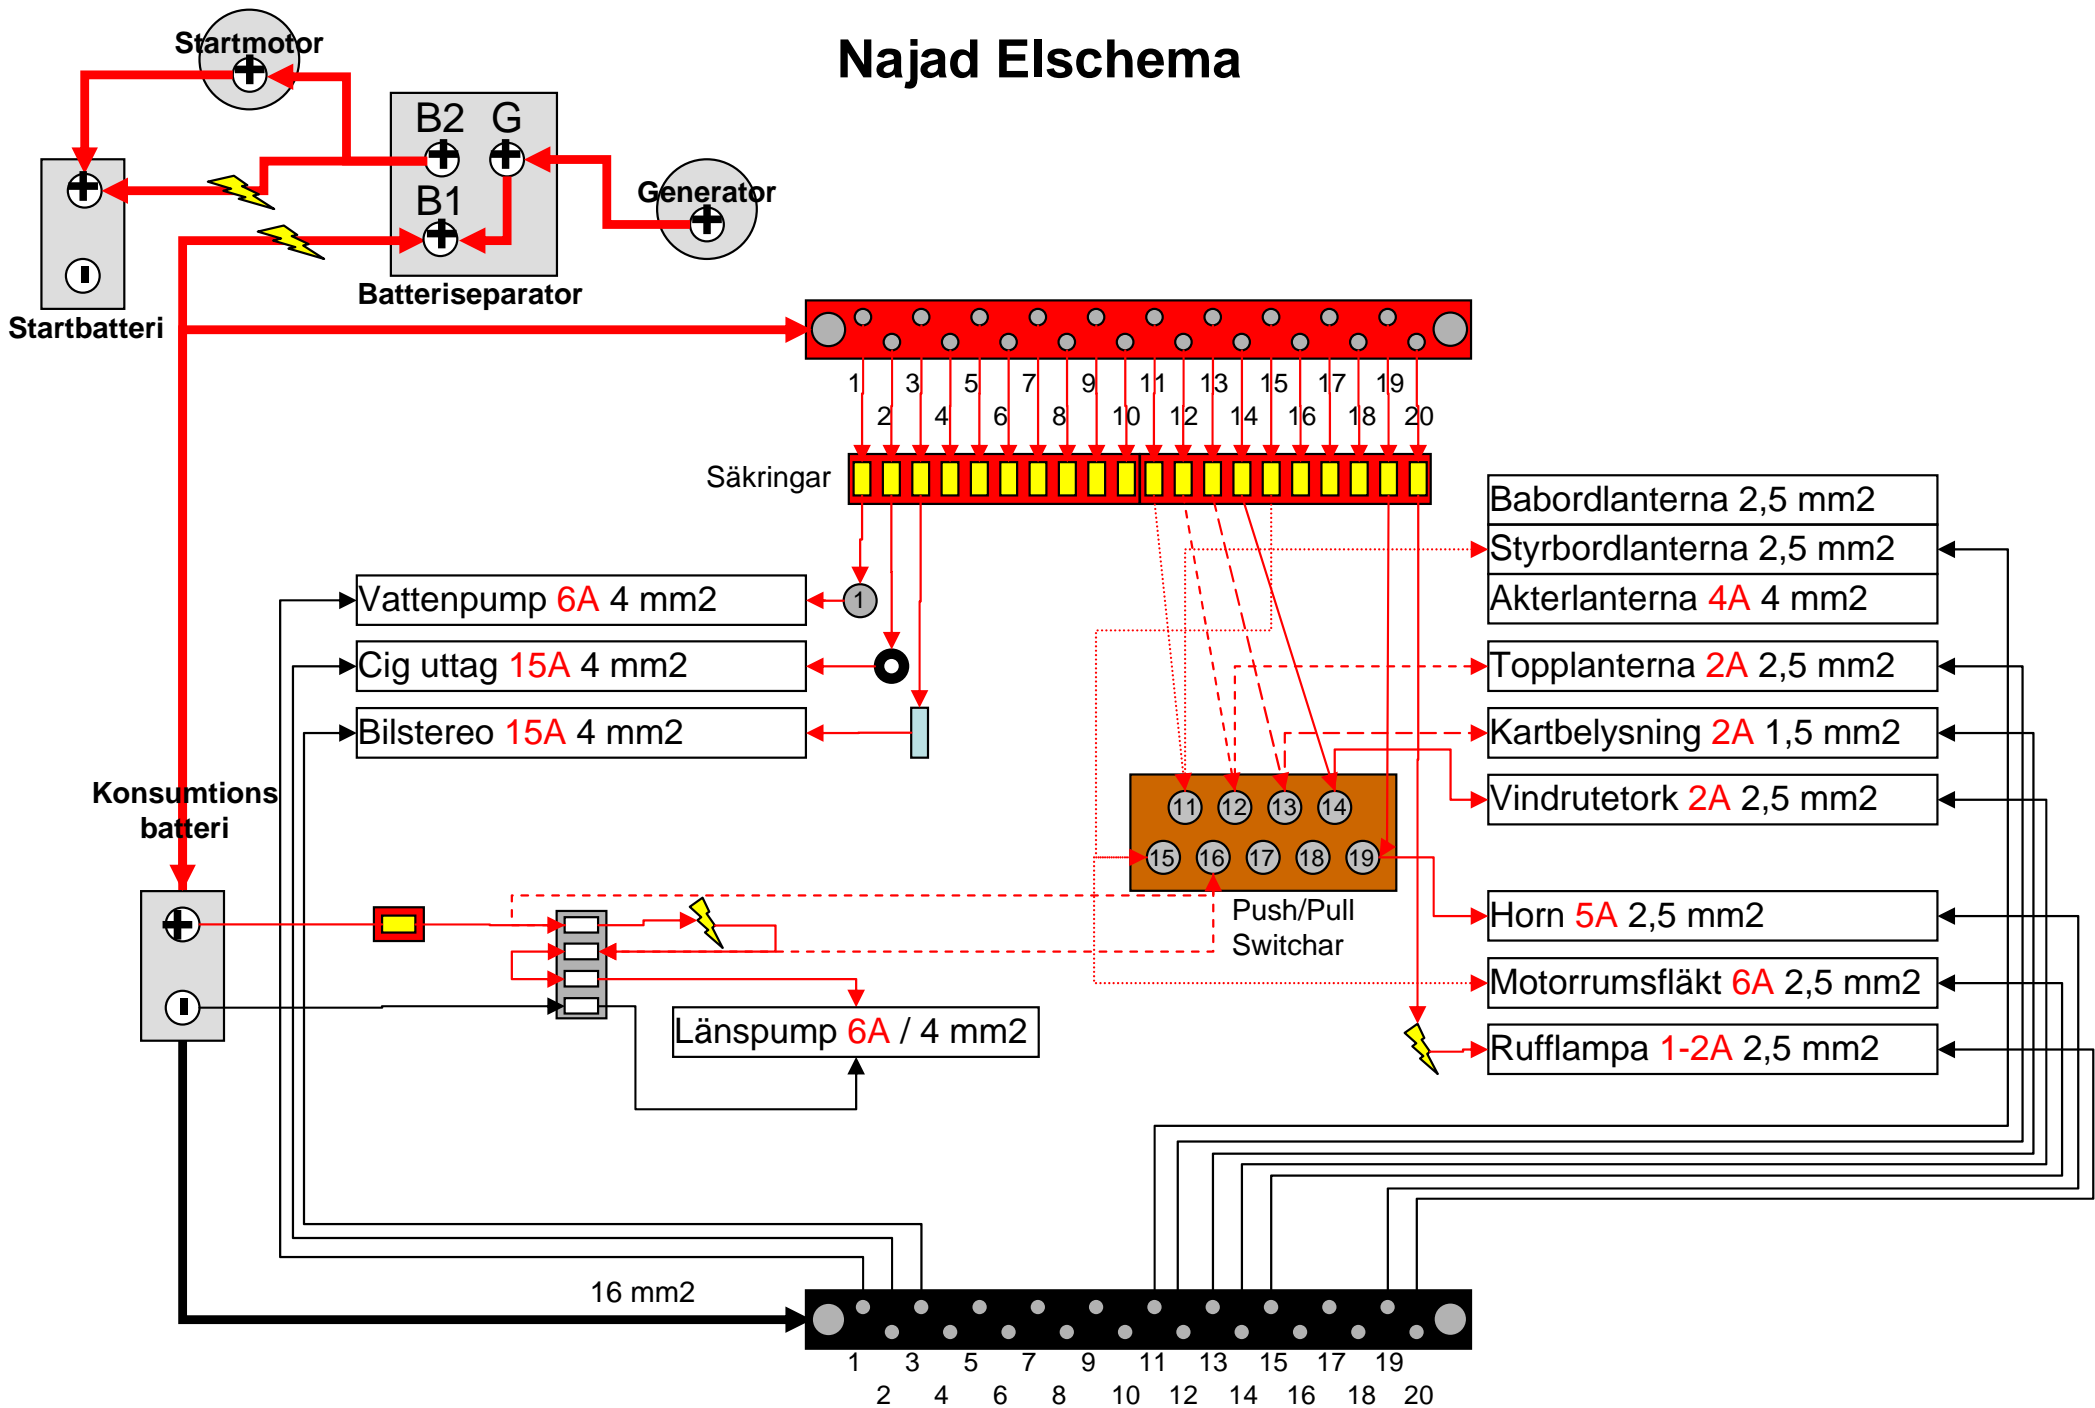 Najad Elschema
Startmotor
B2 G
B1
Generator
Batteriseparator
Startbatteri
1 3 5 7 9 11 13 15 17 19
2 4 6 8 10 12 14 16 18 20
Säkringar
Babordlanterna 2,5 mm2
Styrbordlanterna 2,5 mm2
Akterlanterna 4A 4 mm2
Vattenpump 6A 4 mm2
1
Cig uttag 15A 4 mm2
Bilstereo 15A 4 mm2
Topplanterna 2A 2,5 mm2
Kartbelysning 2A 1,5 mm2
Vindrutetork 2A 2,5 mm2
Konsumtions
batteri
11 12 13 14
15 16 17 18 19
Push/Pull
Switchar
Horn 5A 2,5 mm2
Motorrumsfläkt 6A 2,5 mm2
Rufflampa 1-2A 2,5 mm2
Länspump 6A / 4 mm2
16 mm2
1 3 5 7 9 11 13 15 17 19
2 4 6 8 10 12 14 16 18 20